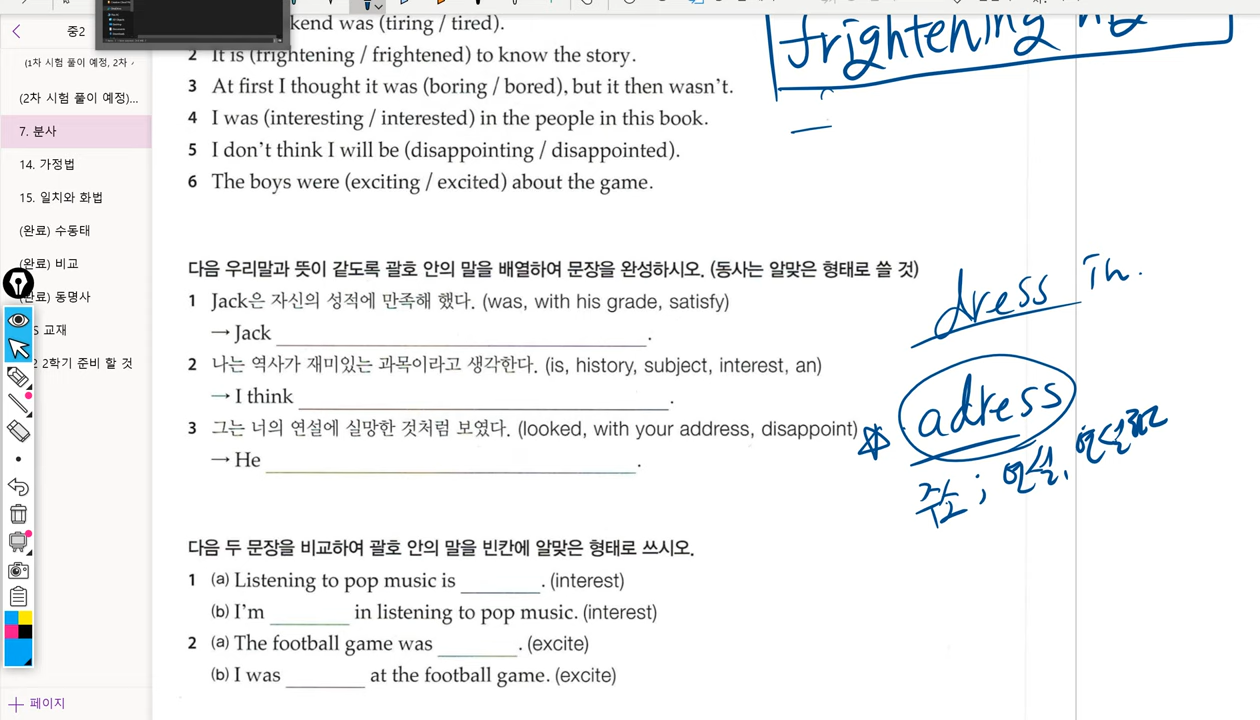 중2
(1차 시험 풀이 예정, 2차
(2차 시험 풀이 예정)...
7. 분사
14. 가정법
15. 일치와 화법
(완료) 수동태
(완료) 비교
완료) 동명사
교재
2학기 준비 할 것
페이지
kend was (tiring / tired).
2 It is (frightening / frightened) to know the story.
3 At first I thought it was (boring / bored), but it then wasn't.
4 I was (interesting / interested) in the people in this book.
5 I don't think I will be (disappointing / disappointed).
6 The boys were (exciting / excited) about the game.
frightening
다음 우리말과 뜻이 같도록 괄호 안의 말을 배열하여 문장을 완성하시오. (동사는 알맞은 형태로 쓸 것)
1 Jack은 자신의 성적에 만족해 했다. (was, with his grade, satisfy)
→ Jack .
2 나는 역사가 재미있는 과목이라고 생각한다. (is, history, subject, interest, an)
→ I think .
3 그는 너의 연설에 실망한 것처럼 보였다. (looked, with your address, disappoint)
→ He .
dress in.
adress
주소; 연설,
다음 두 문장을 비교하여 괄호 안의 말을 빈칸에 알맞은 형태로 쓰시오.
1 (a) Listening to pop music is . (interest)
(b) I'm in listening to pop music. (interest)
2 (a) The football game was . (excite)
(b) I was at the football game. (excite)